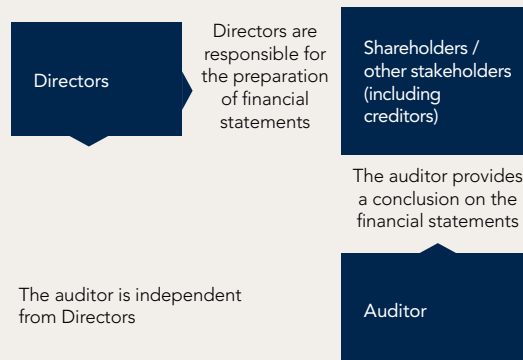 Directors
Directors are
responsible for
the preparation
of financial
statements
Shareholders /
other stakeholders
(including
creditors)
The auditor provides
a conclusion on the
financial statements
The auditor is independent
from Directors
Auditor